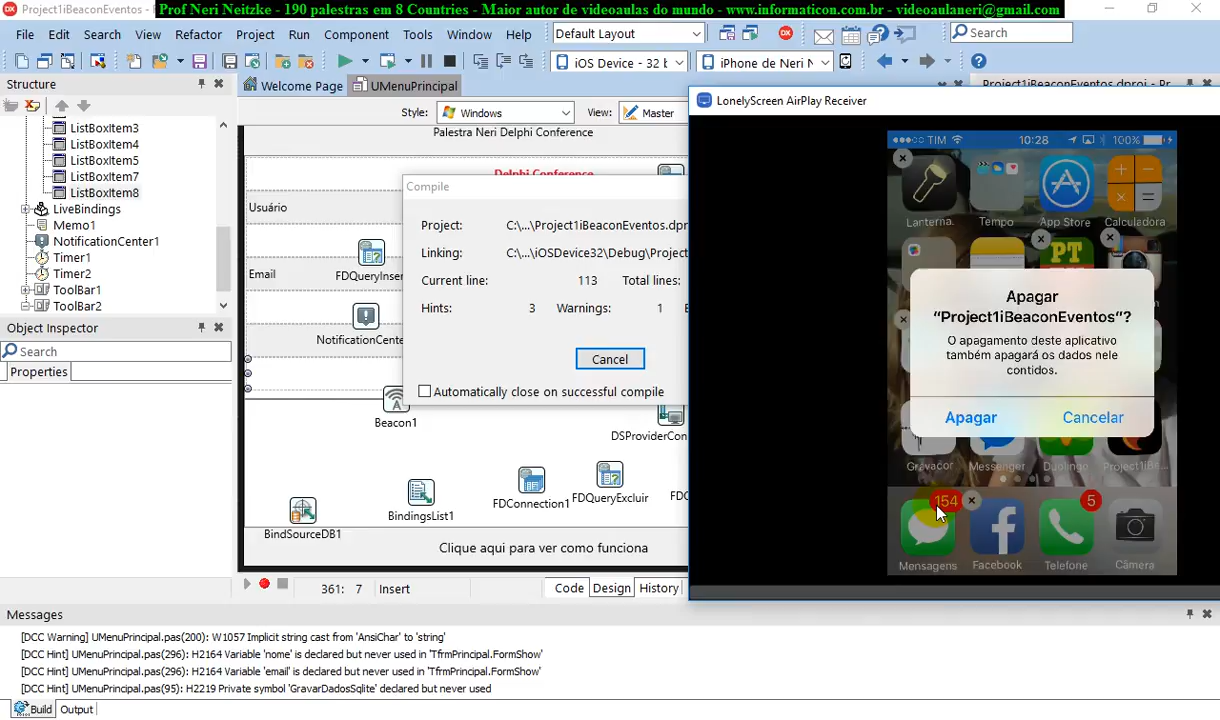 ProjectiBeaconEventos -
Prof Neri Neitzke - 190 palestras em 8 Countries - Maior autor de videoaulas do mundo - www.informaticon.com.br - videoaulaneri@gmail.com
File Edit Search View Refactor Project Run Component Tools Window Help
Default Layout
Search
iOS Device - 32 b
iPhone de Neri N
Structure
Welcome Page
UMenuPrincipal
Style: Windows View: Master
ListBoxItem3
ListBoxItem4
ListBoxItem5
ListBoxItem7
ListBoxItem8
LiveBindings
Memo1
NotificationCenter1
Timer1
Timer2
ToolBar1
ToolBar2
Object Inspector
Search
Properties
Palestra Neri Delphi Conference
Delphi Conference
Usuário
FDQueryInser
Email
NotificationCente
Beacon1
DSProviderCon
FDConnection1
FDQueryExcluir
FDC
BindingsList1
BindSourceDB1
Clique aqui para ver como funciona
361: 7 Insert
Code Design History
Compile
Project: C:\...\Project1iBeaconEventos.dpr
Linking: C:\...\iOSDevice32\Debug\Project
Current line: 113 Total lines:
Hints: 3 Warnings: 1 E
Cancel
Automatically close on successful compile
Project1iBeaconEventos.dproj - Pr
LonelyScreen AirPlay Receiver
TIM 10:28 100%
Lanterna Tempo App Store Calculadora
PT
Apagar
“Project1iBeaconEventos”?
O apagamento deste aplicativo
também apagará os dados nele
contidos.
Apagar Cancelar
Gravador Messenger Duolingo Project1iBe...
154
5
Mensagens Facebook Telefone Câmera
Messages
[DCC Warning] UMenuPrincipal.pas(200): W1057 Implicit string cast from 'AnsiChar' to 'string'
[DCC Hint] UMenuPrincipal.pas(296): H2164 Variable 'nome' is declared but never used in 'TfrmPrincipal.FormShow'
[DCC Hint] UMenuPrincipal.pas(296): H2164 Variable 'email' is declared but never used in 'TfrmPrincipal.FormShow'
[DCC Hint] UMenuPrincipal.pas(95): H2219 Private symbol 'GravarDadosSqlite' declared but never used
Build Output